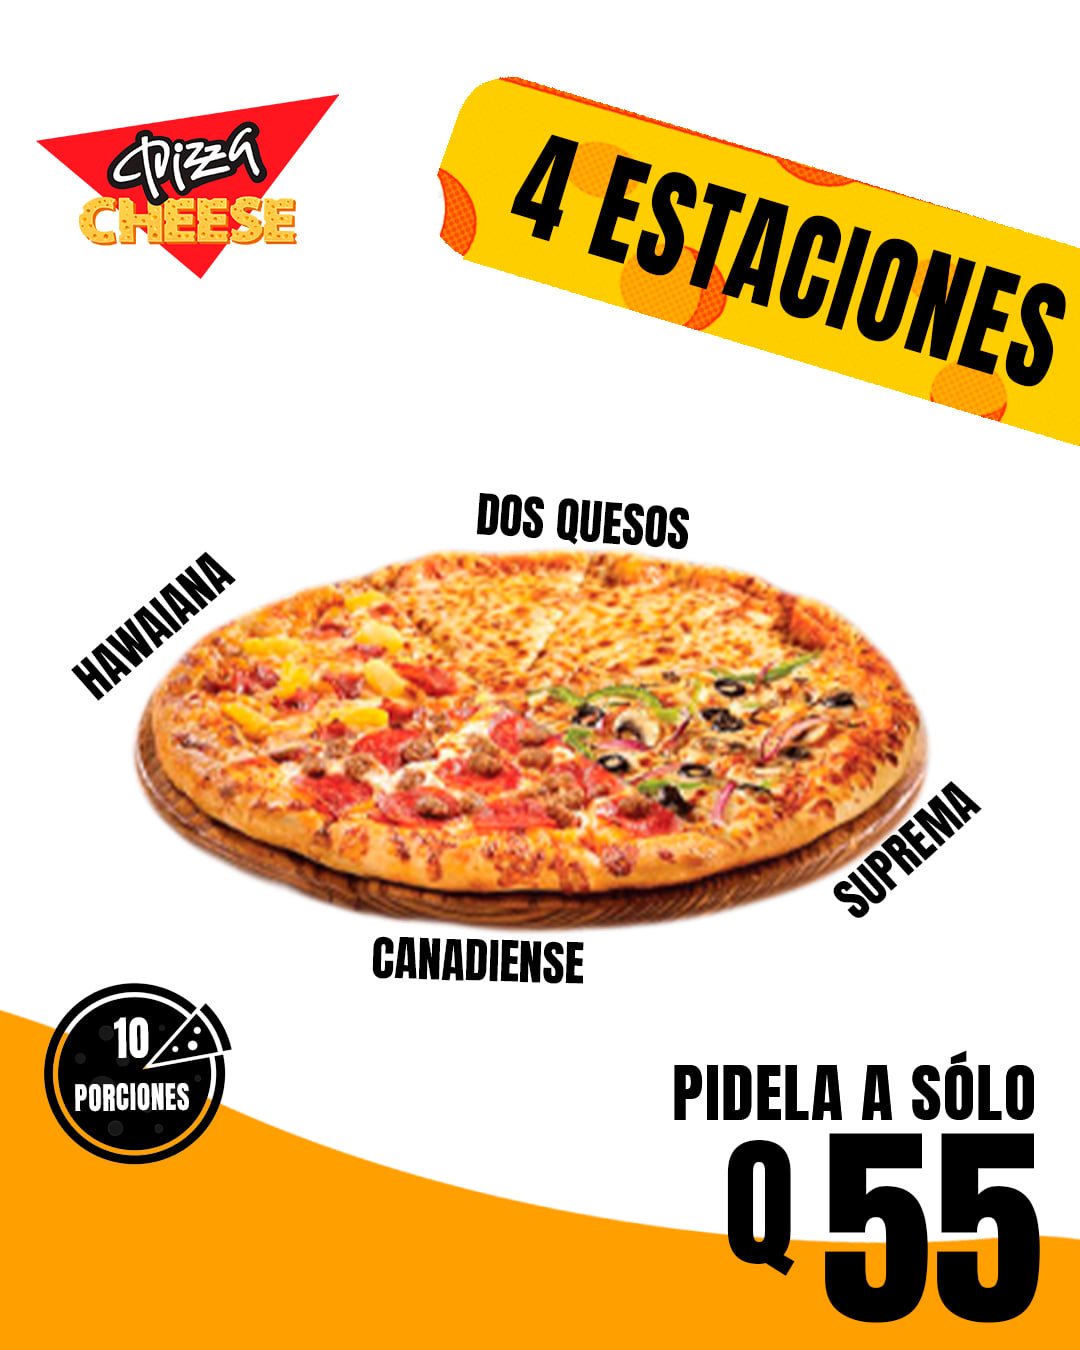 Pizza
CHEESE
4 ESTACIONES
DOS QUESOS
HAWAIANA
SUPREMA
CANADIENSE
10
PORCIONES
PIDELA A SÓLO
Q 55